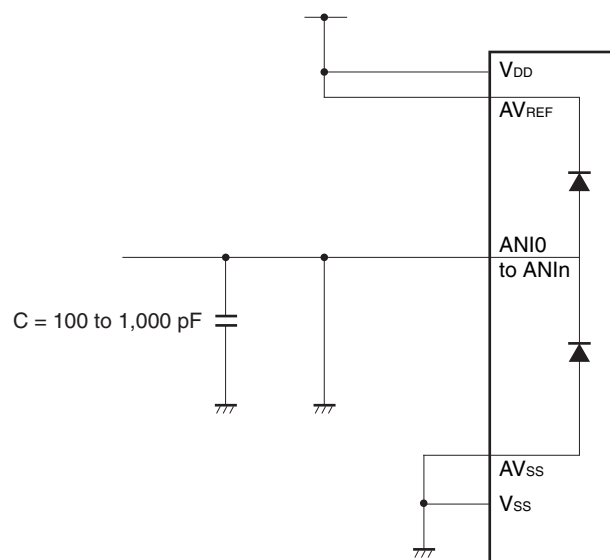 VDD
AVREF
ANI0
to ANIn
C = 100 to 1,000 pF
AVSS
VSS